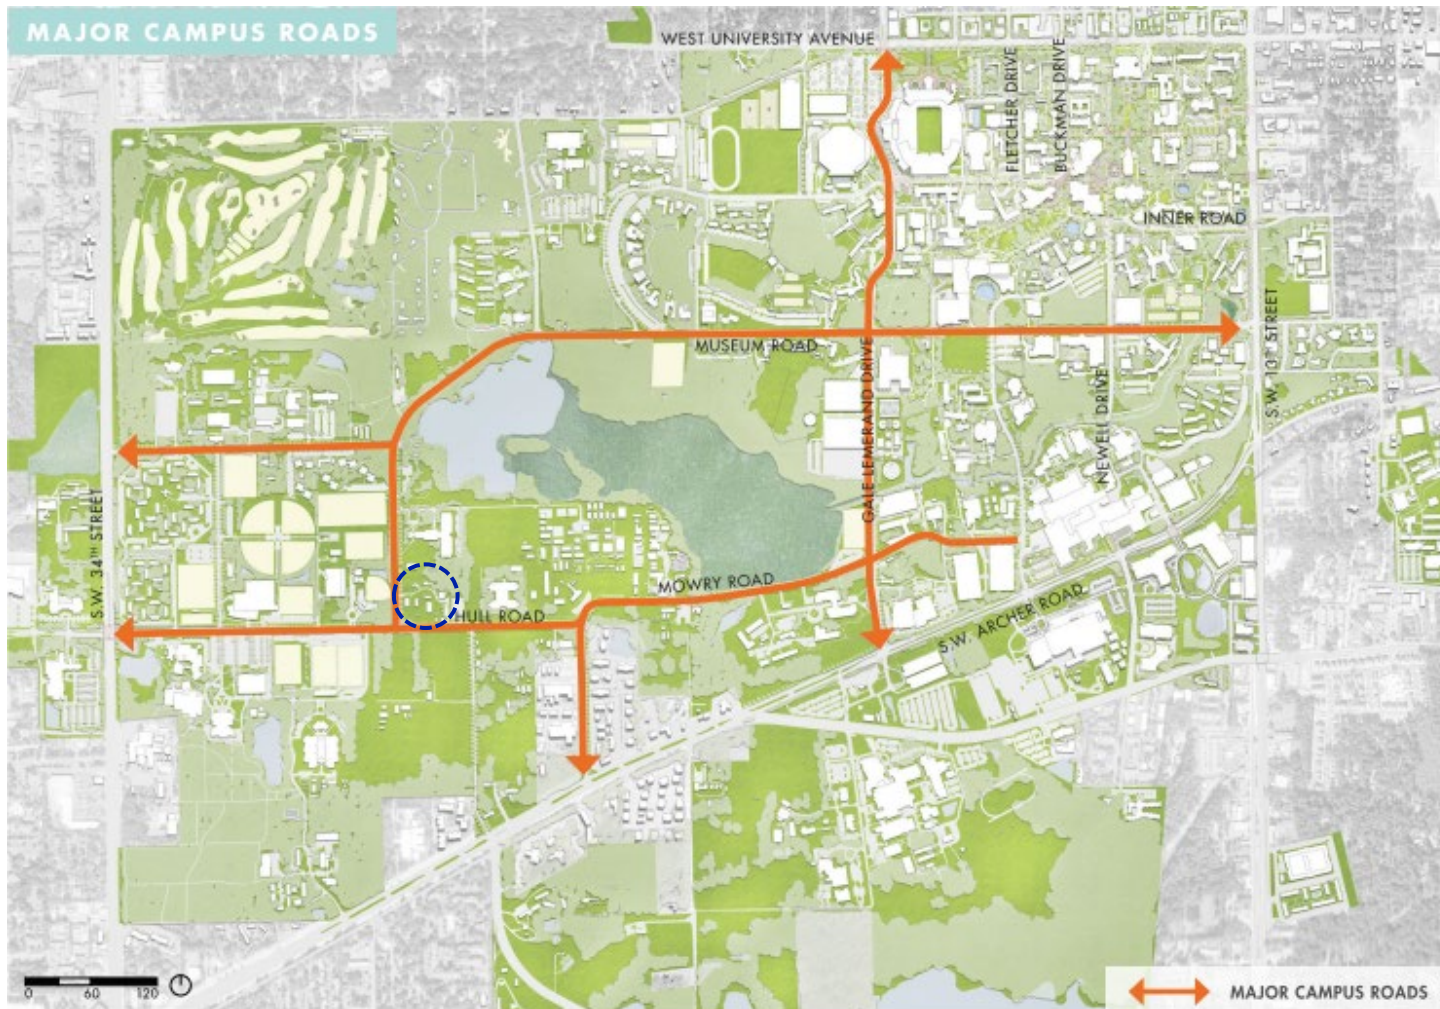 MAJOR CAMPUS ROADS
WEST UNIVERSITY AVENUE
FLETCHER DRIVE
BUCKMAN DRIVE
INNER ROAD
MUSEUM ROAD
GALE LEMERAND DRIVE
S.W. 13TH STREET
NEWELL DRIVE
S.W. 34TH STREET
MOWRY ROAD
HULL ROAD
S.W. ARCHER ROAD
0 60 120
MAJOR CAMPUS ROADS